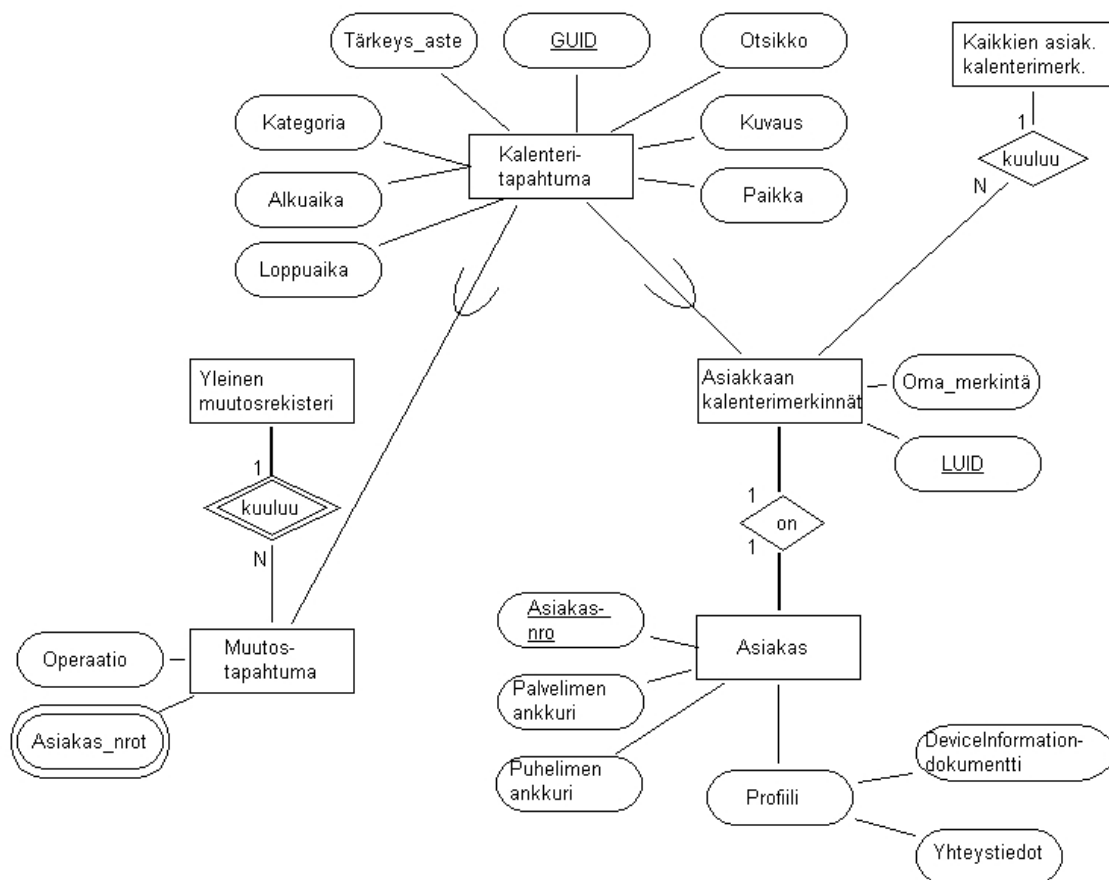 Tärkeys_aste
GUID
Otsikko
Kaikkien asiak.
kalenterimerk.
Kategoria
Kalenteri-
tapahtuma
Kuvaus
1
kuuluu
N
Alkuaika
Paikka
Loppuaika
Yleinen
muutosrekisteri
Asiakkaan
kalenterimerkinnät
Oma_merkintä
LUID
1
kuuluu
N
1
on
1
Asiakas-
nro
Operaatio
Muutos-
tapahtuma
Asiakas
Palvelimen
ankkuri
Asiakas_nrot
DeviceInformation-
dokumentti
Puhelimen
ankkuri
Profiili
Yhteystiedot